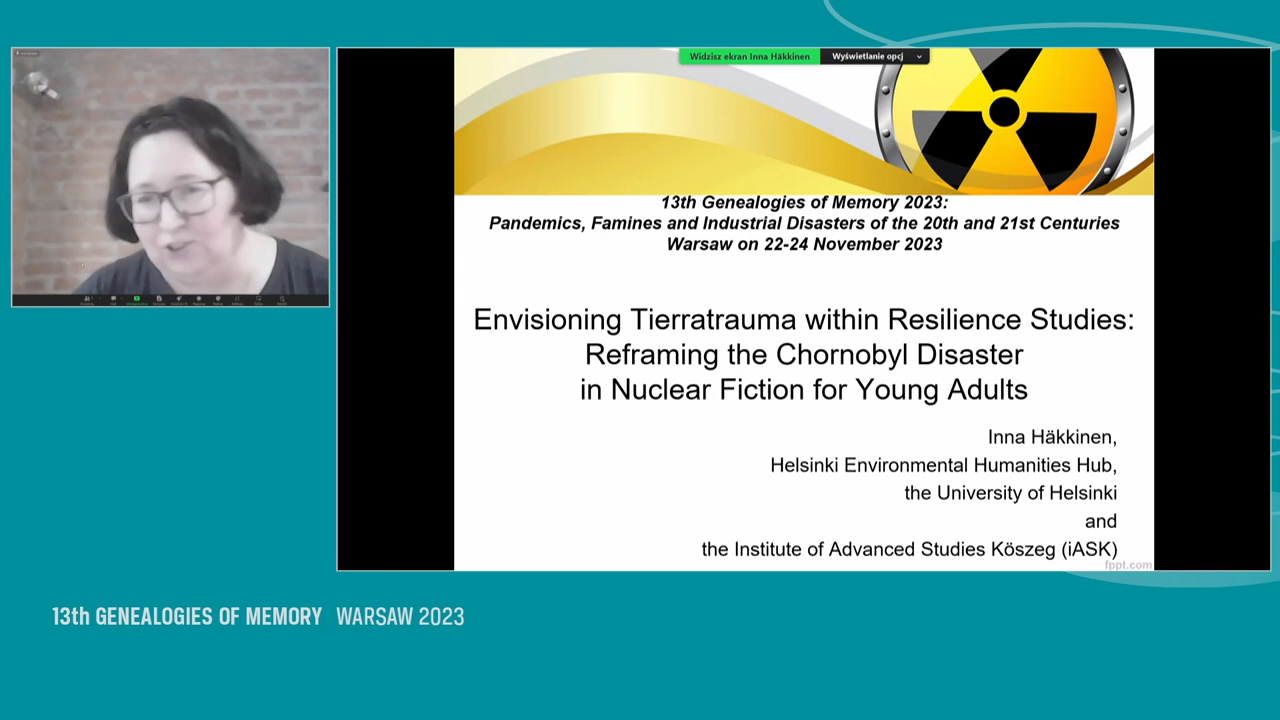 Widzisz ekran Inna Häkkinen
Wyświetlanie opcj
13th Genealogies of Memory 2023:
Pandemics, Famines and Industrial Disasters of the 20th and 21st Centuries
Warsaw on 22-24 November 2023
Envisioning Tierratrauma within Resilience Studies:
Reframing the Chornobyl Disaster
in Nuclear Fiction for Young Adults
Inna Häkkinen,
Helsinki Environmental Humanities Hub,
the University of Helsinki
and
the Institute of Advanced Studies Köszeg (iASK)
fppt.com
13th GENEALOGIES OF MEMORY WARSAW 2023